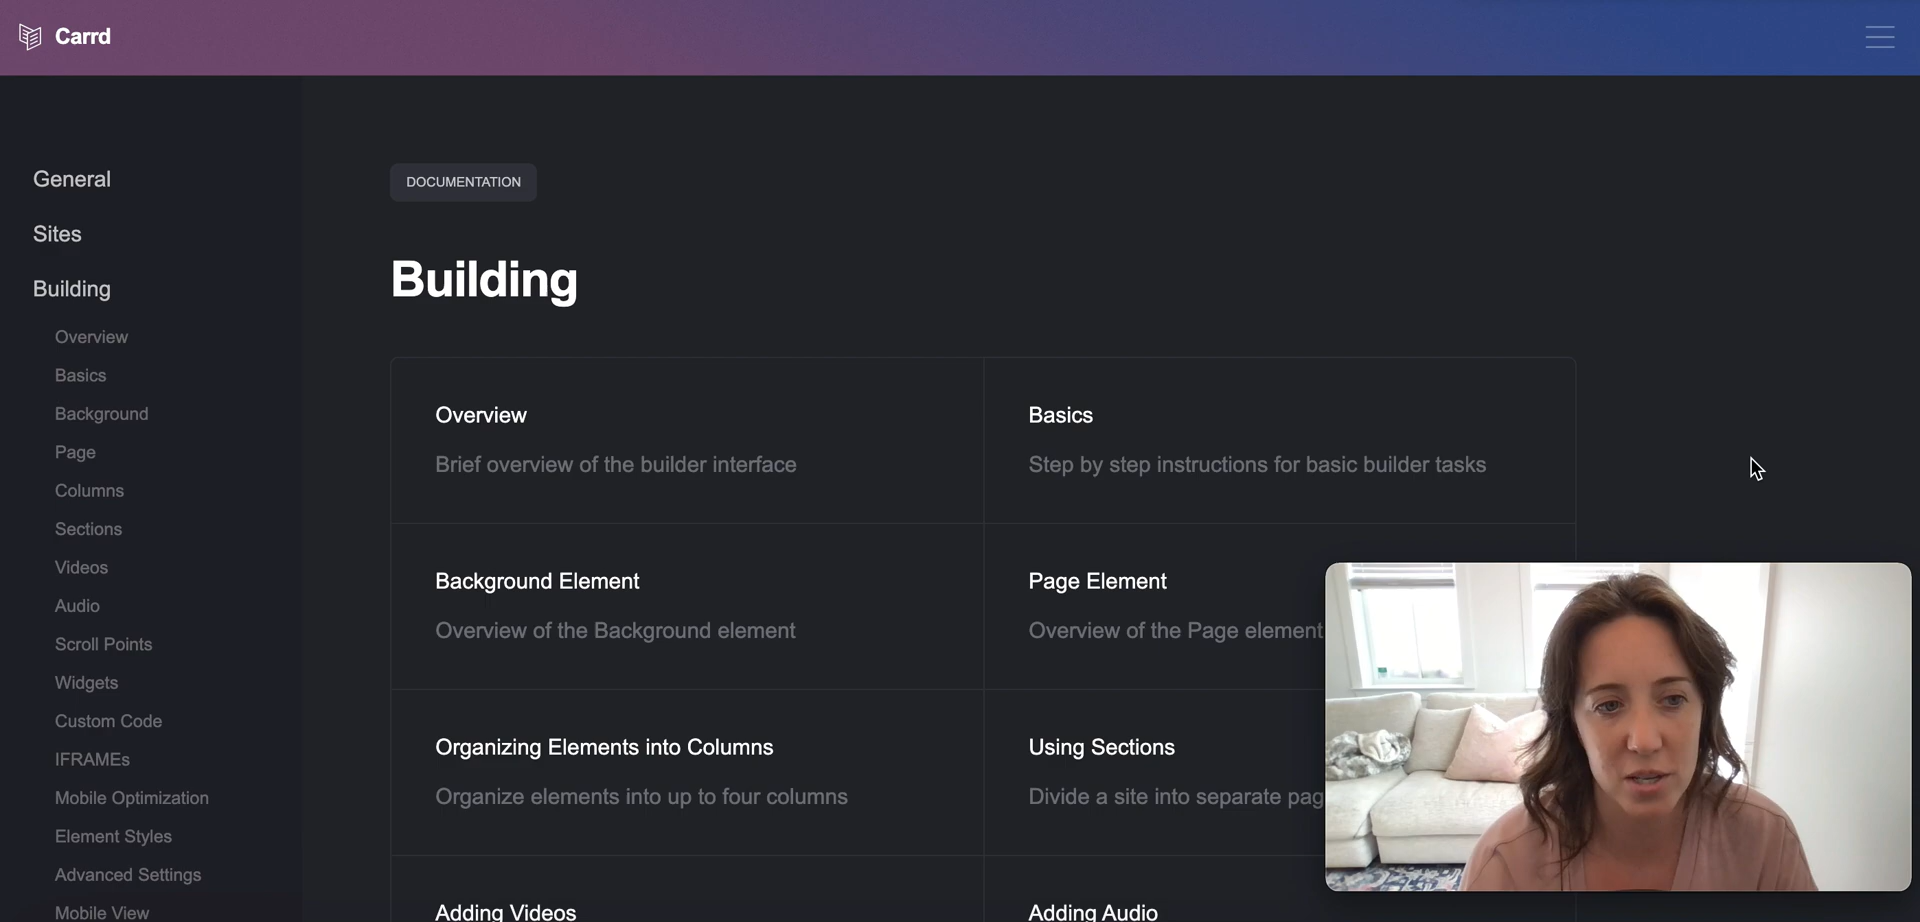 Carrd
General
Sites
Building
Overview
Basics
Background
Page
Columns
Sections
Videos
Audio
Scroll Points
Widgets
Custom Code
IFRAMEs
Mobile Optimization
Element Styles
Advanced Settings
Mobile View
DOCUMENTATION
Building
Overview
Brief overview of the builder interface
Basics
Step by step instructions for basic builder tasks
Background Element
Overview of the Background element
Page Element
Overview of the Page element
Organizing Elements into Columns
Organize elements into up to four columns
Using Sections
Divide a site into separate pag
Adding Videos
Adding Audio